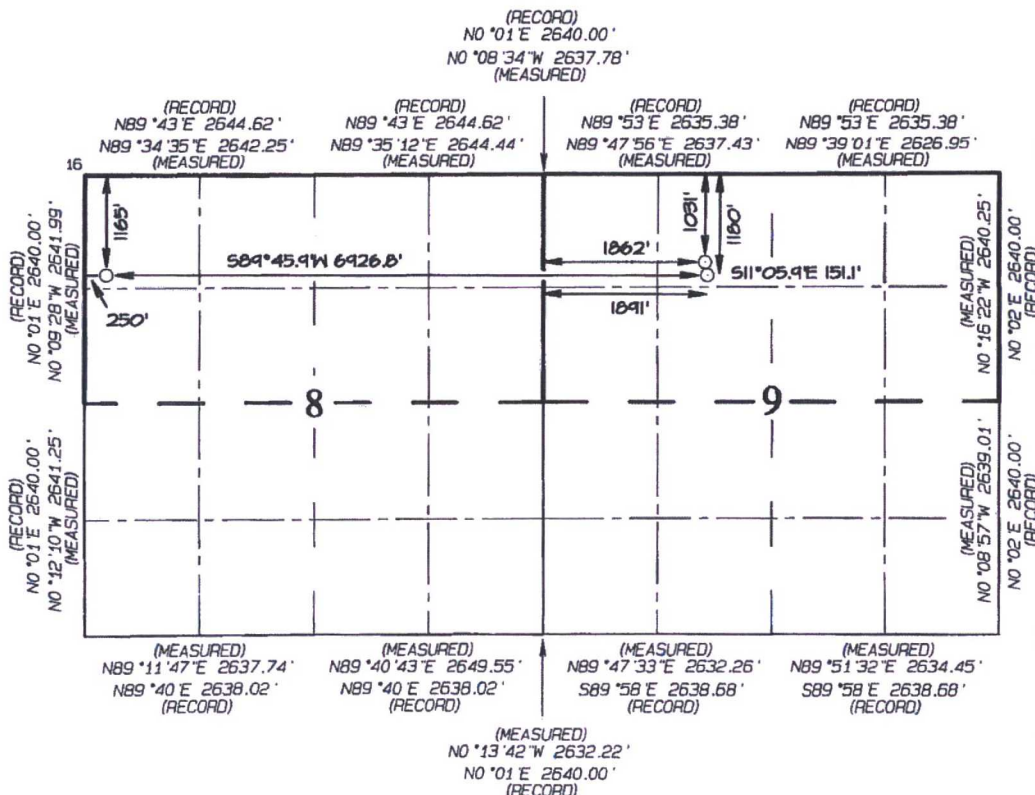 (RECORD)
N0°01'E 2640.00'
N0°08'34"W 2637.78'
(MEASURED)
(RECORD)
N89°43'E 2644.62'
N89°34'35"E 2642.25'
(MEASURED)
(RECORD)
N89°43'E 2644.62'
N89°35'12"E 2644.44'
(MEASURED)
(RECORD)
N89°53'E 2635.38'
N89°47'56"E 2637.43'
(MEASURED)
(RECORD)
N89°53'E 2635.38'
N89°39'01"E 2626.95'
(MEASURED)
16
1165'
1031'
1180'
S89°45.9'W 6926.8'
1862'
S11°05.9'E 151.1'
250'
1891'
(RECORD)
N0°01'E 2640.00'
N0°09'28"W 2641.99'
(MEASURED)
(MEASURED)
N0°16'22"W 2640.25'
N0°02'E 2640.00'
(RECORD)
8
9
(RECORD)
N0°01'E 2640.00'
N0°12'10"W 2641.25'
(MEASURED)
(MEASURED)
N0°08'57"W 2639.01'
N0°02'E 2640.00'
(RECORD)
(MEASURED)
N89°11'47"E 2637.74'
N89°40'E 2638.02'
(RECORD)
(MEASURED)
N89°40'43"E 2649.55'
N89°40'E 2638.02'
(RECORD)
(MEASURED)
N89°47'33"E 2632.26'
S89°58'E 2638.68'
(RECORD)
(MEASURED)
N89°51'32"E 2634.45'
S89°58'E 2638.68'
(RECORD)
(MEASURED)
N0°13'42"W 2632.22'
N0°01'E 2640.00'
(RECORD)